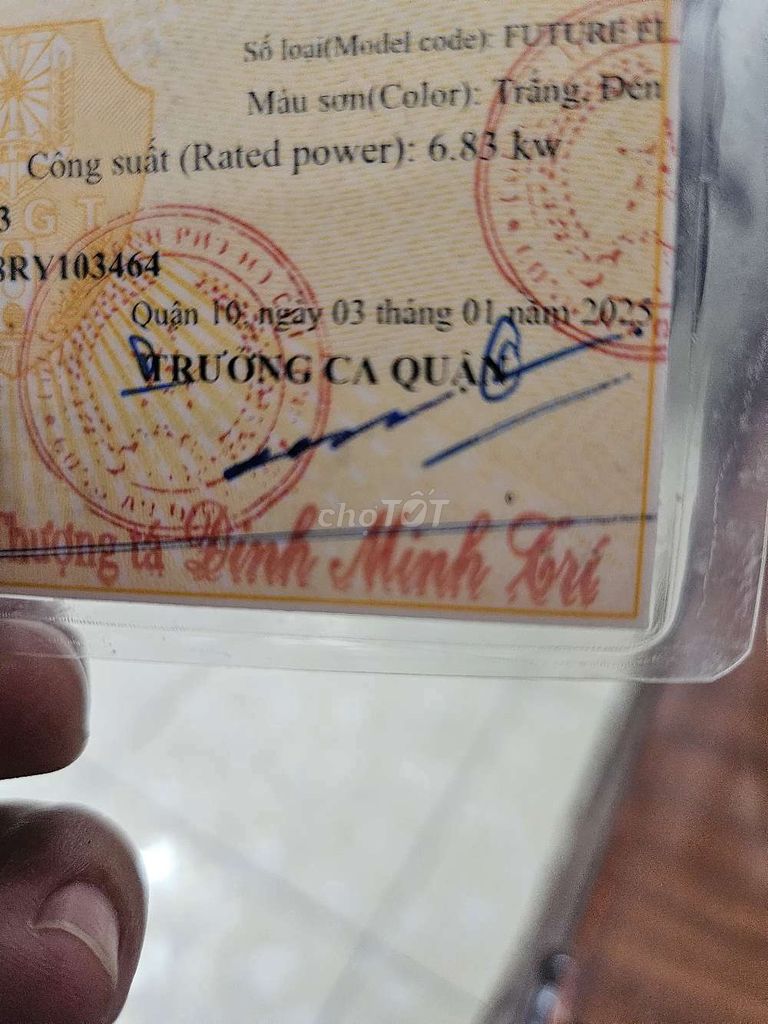 Số loại(Model code): FUTURE FI
Màu sơn(Color): Trắng, Đen
Công suất (Rated power): 6.83 kw
3
8RY103464
Quận 10, ngày 03 tháng 01 năm 2025
TRƯỞNG CA QUẬN
choTỐT
Thượng tá Đinh Minh Trí